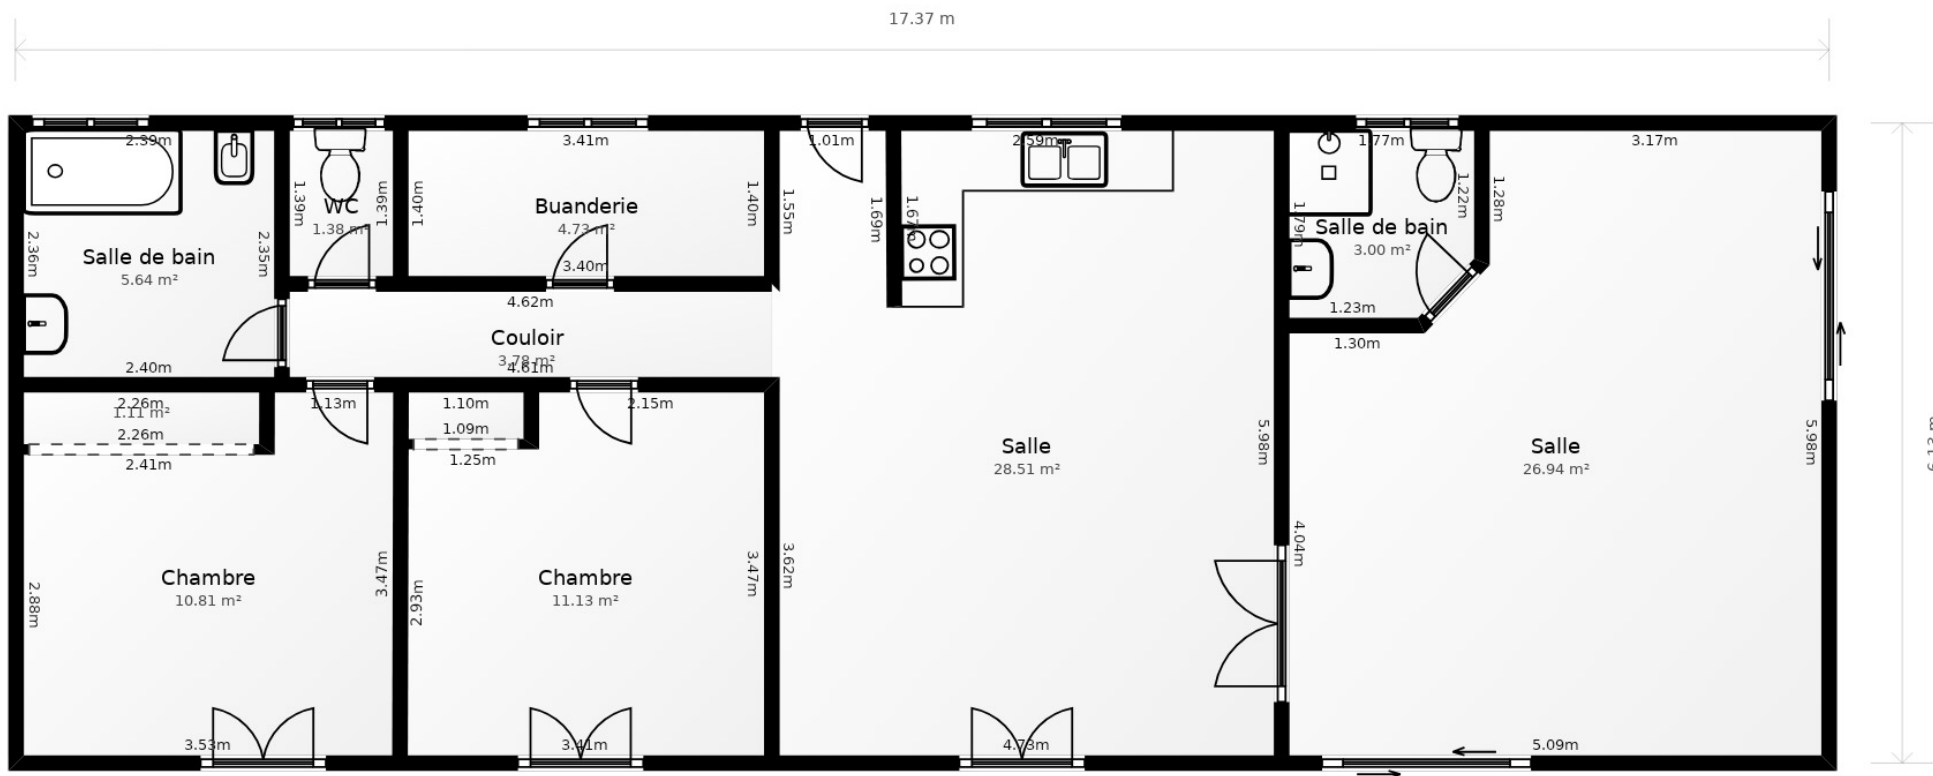 17.37 m
2.39m
3.41m
1.01m
2.59m
1.77m
3.17m
1.39m
1.39m
1.40m
1.40m
1.55m
1.69m
1.67m
1.79m
1.22m
1.28m
WC
1.38 m²
Buanderie
4.73 m²
3.40m
Salle de bain
5.64 m²
2.36m
2.35m
2.40m
Salle de bain
3.00 m²
1.23m
1.30m
4.62m
Couloir
3.78 m²
4.61m
2.26m
1.11 m²
2.26m
2.41m
1.13m
1.10m
1.09m
1.25m
2.15m
Salle
28.51 m²
5.98m
Salle
26.94 m²
5.98m
Chambre
10.81 m²
2.88m
3.47m
Chambre
11.13 m²
2.93m
3.47m
3.62m
4.04m
3.53m
3.41m
4.73m
5.09m